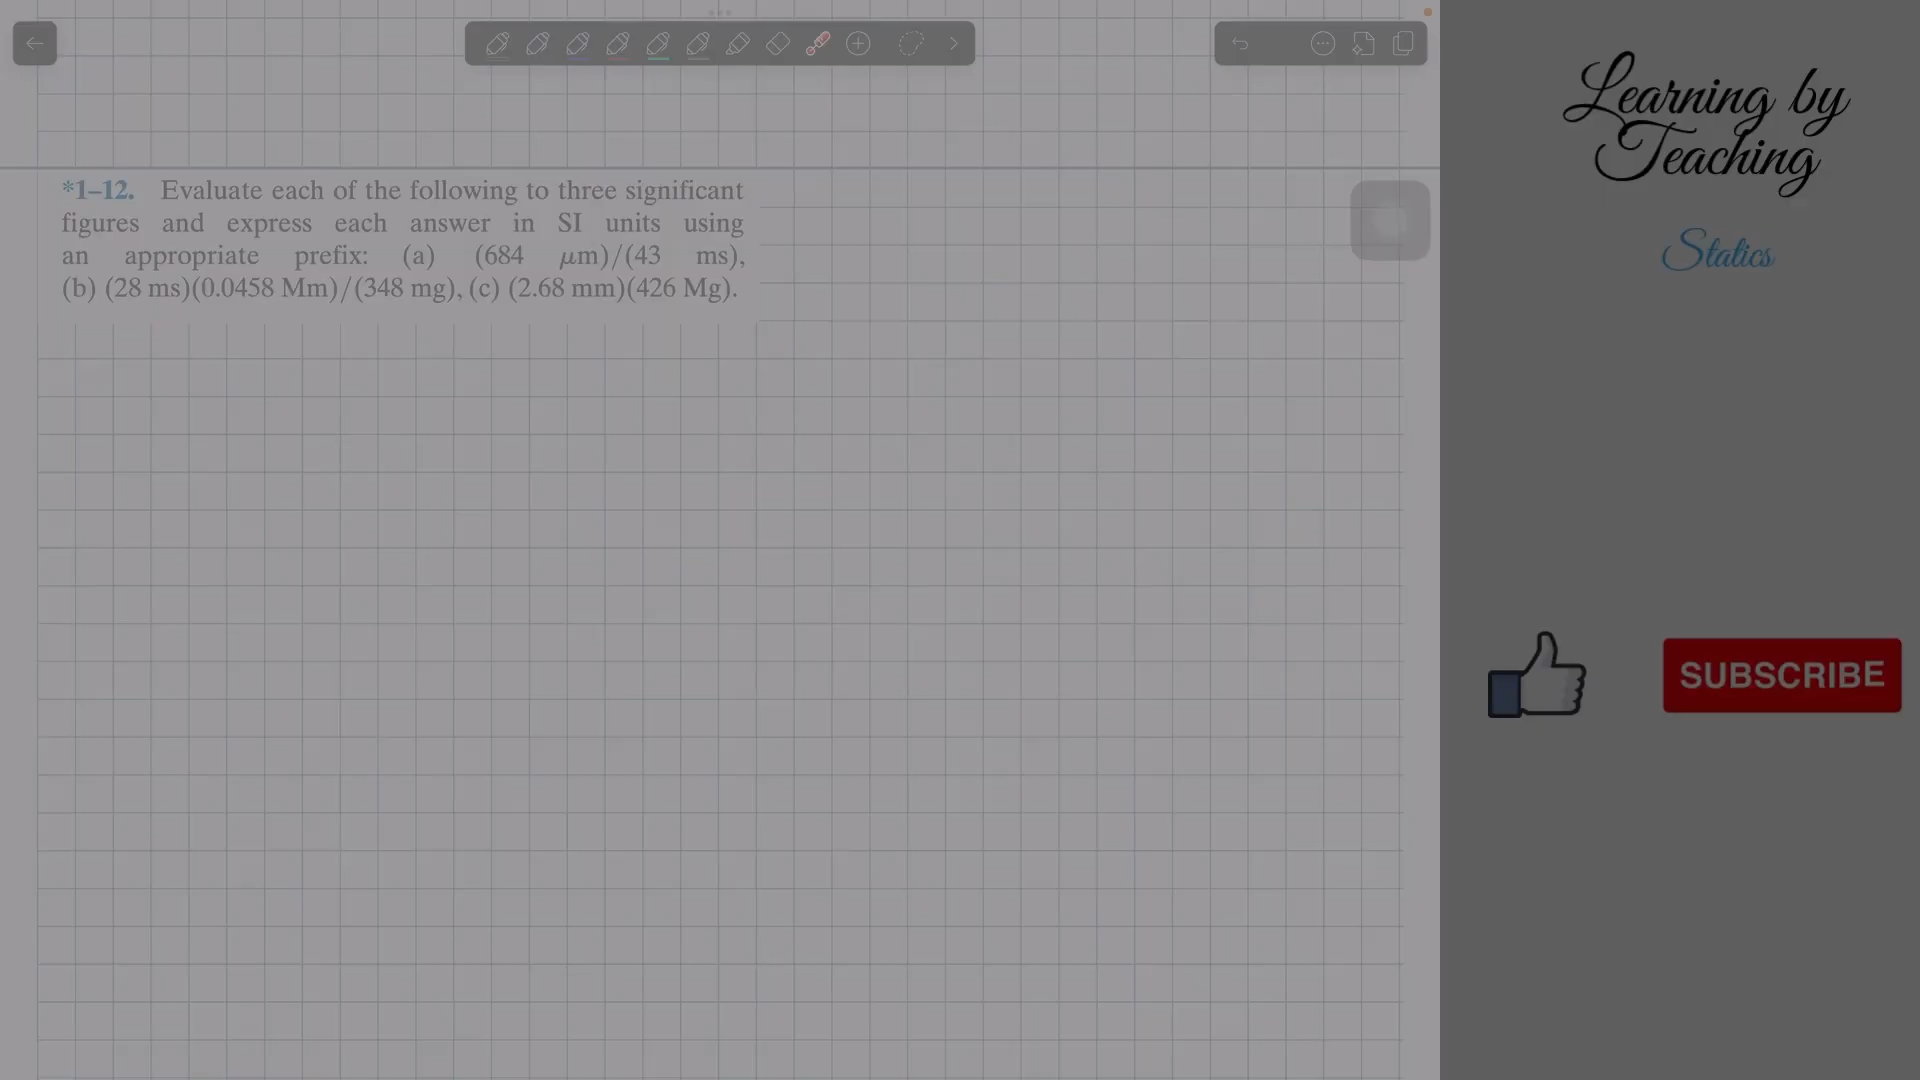 Learning by
Teaching
Statics
*1–12. Evaluate each of the following to three significant
figures and express each answer in SI units using
an appropriate prefix: (a) (684 μm)/(43 ms),
(b) (28 ms)(0.0458 Mm)/(348 mg), (c) (2.68 mm)(426 Mg).
SUBSCRIBE